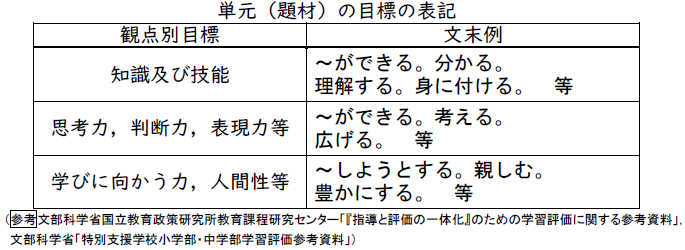 単元（題材）の目標の表記
観点別目標
文末例
知識及び技能
～ができる。分かる。
理解する。身に付ける。　等
思考力，判断力，表現力等
～ができる。考える。
広げる。　等
学びに向かう力，人間性等
～しようとする。親しむ。
豊かにする。　等
（参考文部科学省国立教育政策研究所教育課程研究センター「『指導と評価の一体化』のための学習評価に関する参考資料」，
文部科学省「特別支援学校小学部・中学部学習評価参考資料」）